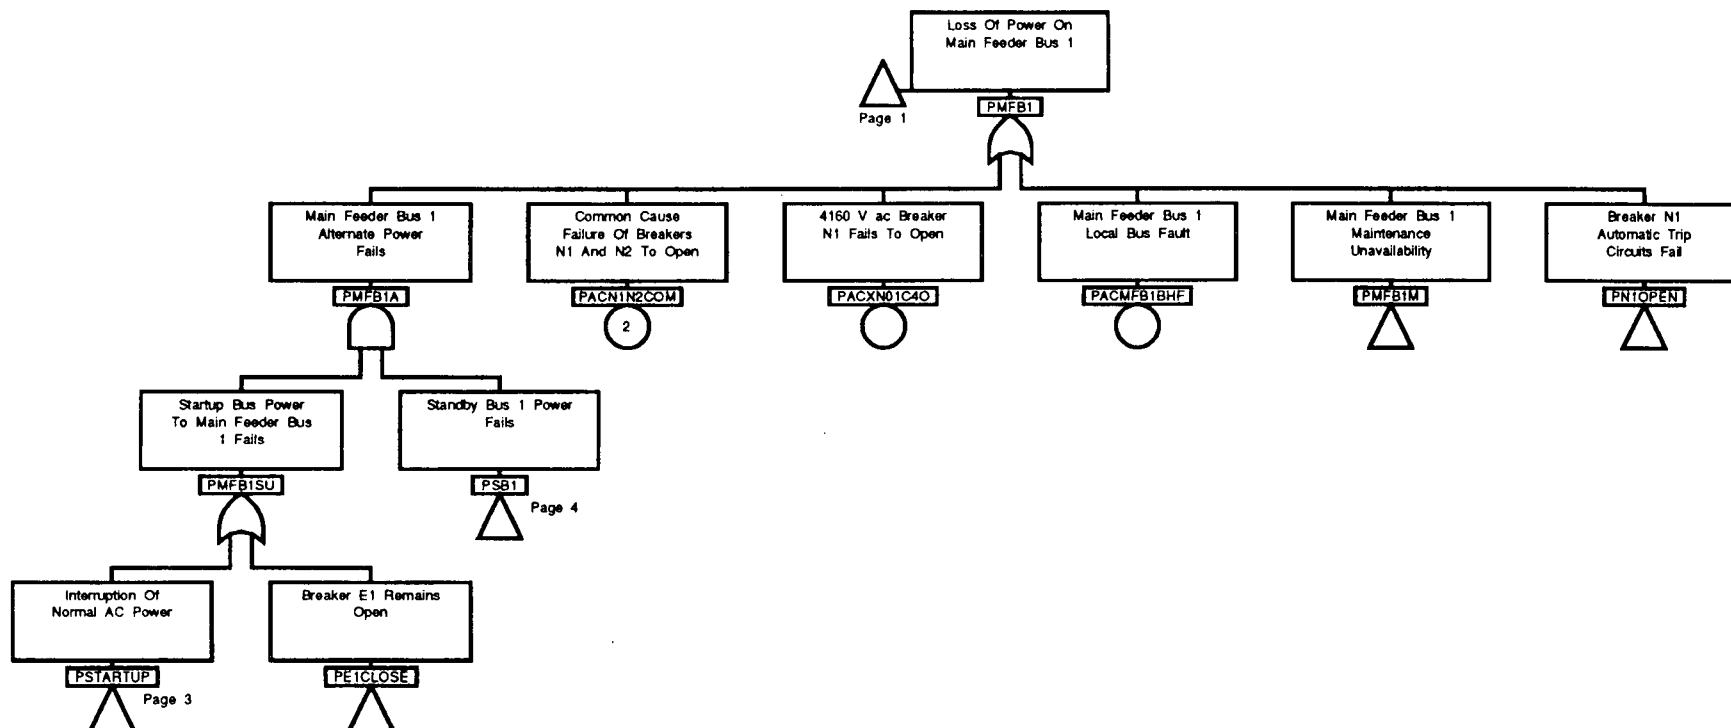 Loss Of Power On
Main Feeder Bus 1
Page 1
PMFB1
Main Feeder Bus 1
Alternate Power
Fails
PMFB1A
Common Cause
Failure Of Breakers
N1 And N2 To Open
PACN1N2COM
2
4160 V ac Breaker
N1 Fails To Open
PACXN01C4O
Main Feeder Bus 1
Local Bus Fault
PACMFB1BHF
Main Feeder Bus 1
Maintenance
Unavailability
PMFB1M
Breaker N1
Automatic Trip
Circuits Fail
PN1OPEN
Startup Bus Power
To Main Feeder Bus
1 Fails
PMFB1SU
Standby Bus 1 Power
Fails
PSB1
Page 4
Interruption Of
Normal AC Power
PSTARTUP
Page 3
Breaker E1 Remains
Open
PE1CLOSE